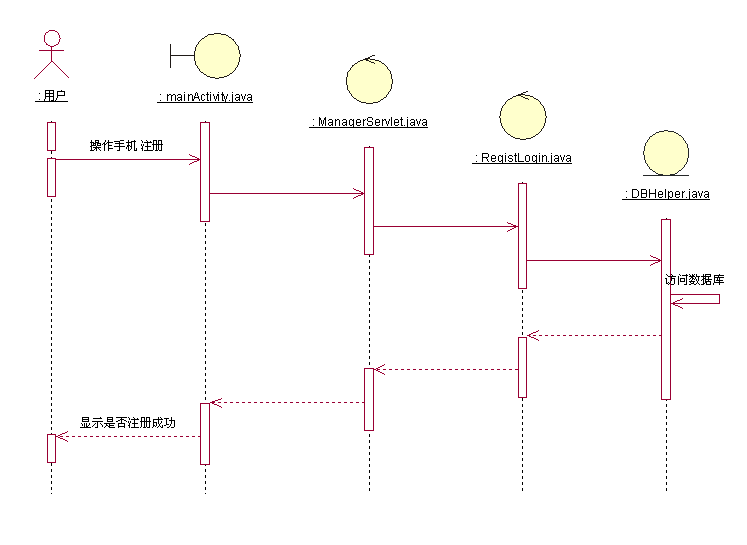 : 用户
: mainActivity.java
: ManagerServlet.java
: RegistLogin.java
: DBHelper.java
操作手机 注册
访问数据库
显示是否注册成功